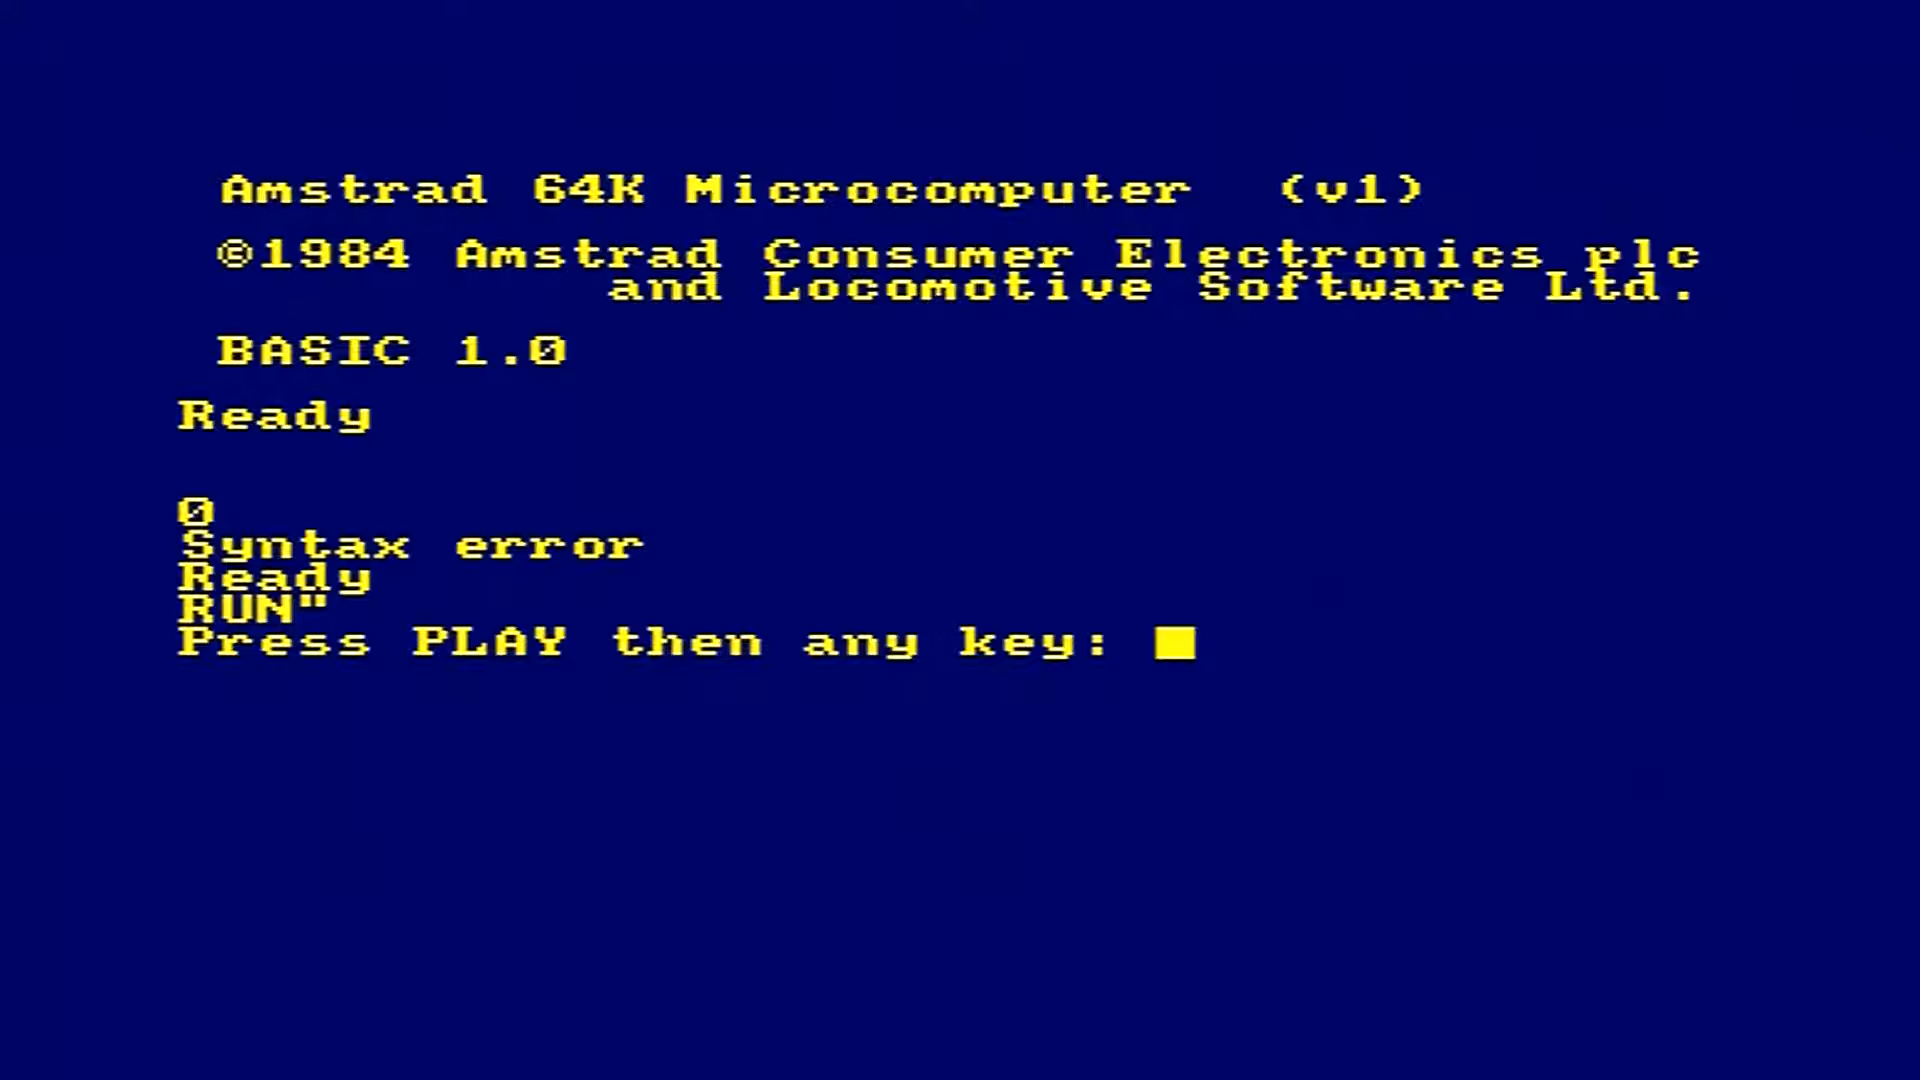 Amstrad 64K Microcomputer  (v1)
©1984 Amstrad Consumer Electronics plc
and Locomotive Software Ltd.
BASIC 1.0
Ready
0
Syntax error
Ready
RUN"
Press PLAY then any key: